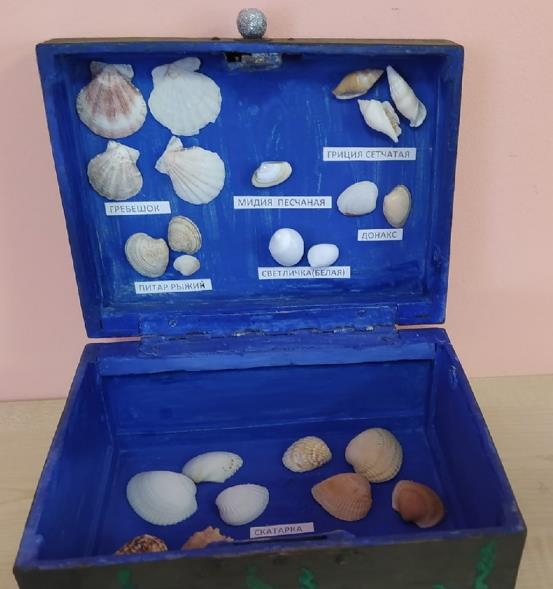 ГРИЦИЯ СЕТЧАТАЯ
ГРЕБЕШОК
МИДИЯ ПЕСЧАНАЯ
ДОНАКС
СВЕТЛИЧКА(БЕЛАЯ)
ПИТАР РЫЖИЙ
СКАТАРКА